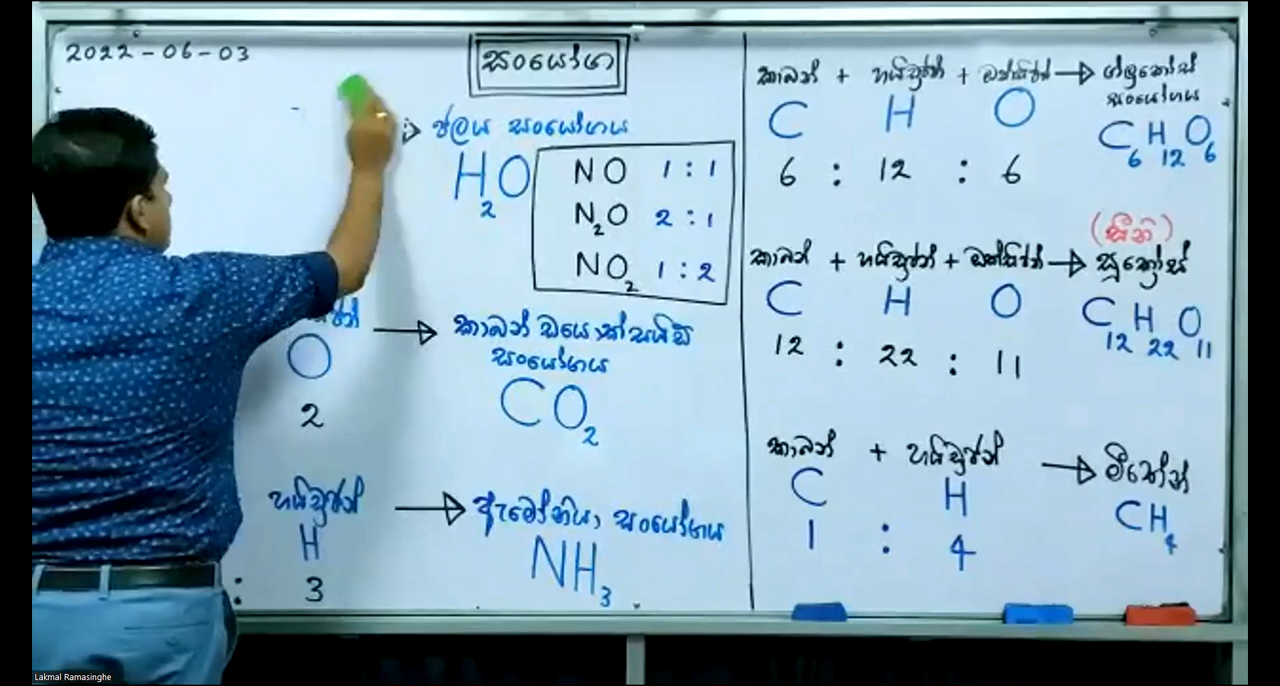 2022-06-03
සංයෝග
ජලය සංයෝගය
H2O
NO 1 : 1
N2O 2 : 1
NO2 1 : 2
O
2
කාබන් ඩයොක්සයිඩ්
සංයෝගය
CO2
හයිඩ්‍රජන්
H
: 3
ඇමෝනියා සංයෝගය
NH3
කාබන් + හයිඩ්‍රජන් + ඔක්සිජන් → ග්ලූකෝස්
සංයෝගය
C H O C6H12O6
6 : 12 : 6
(සීනි)
කාබන් + හයිඩ්‍රජන් + ඔක්සිජන් → සුක්‍රෝස්
C H O C12H22O11
12 : 22 : 11
කාබන් + හයිඩ්‍රජන් → මීතේන්
C H CH4
1 : 4
Lakmal Ramasinghe